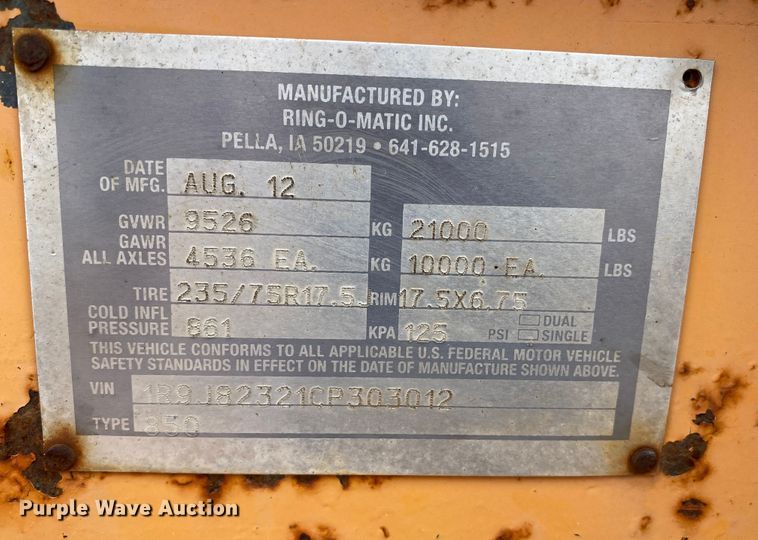 MANUFACTURED BY:
RING-O-MATIC INC.
PELLA, IA 50219 • 641-628-1515
DATE OF MFG. AUG. 12
GVWR 9526 KG 21000 LBS
GAWR ALL AXLES 4536 EA. KG 10000 EA. LBS
TIRE 235/75R17.5J RIM 17.5X6.75
COLD INFL PRESSURE 861 KPA 125 PSI DUAL SINGLE
THIS VEHICLE CONFORMS TO ALL APPLICABLE U.S. FEDERAL MOTOR VEHICLE
SAFETY STANDARDS IN EFFECT ON THE DATE OF MANUFACTURE SHOWN ABOVE.
VIN 1R9J82321CP303012
TYPE 850
Purple Wave Auction